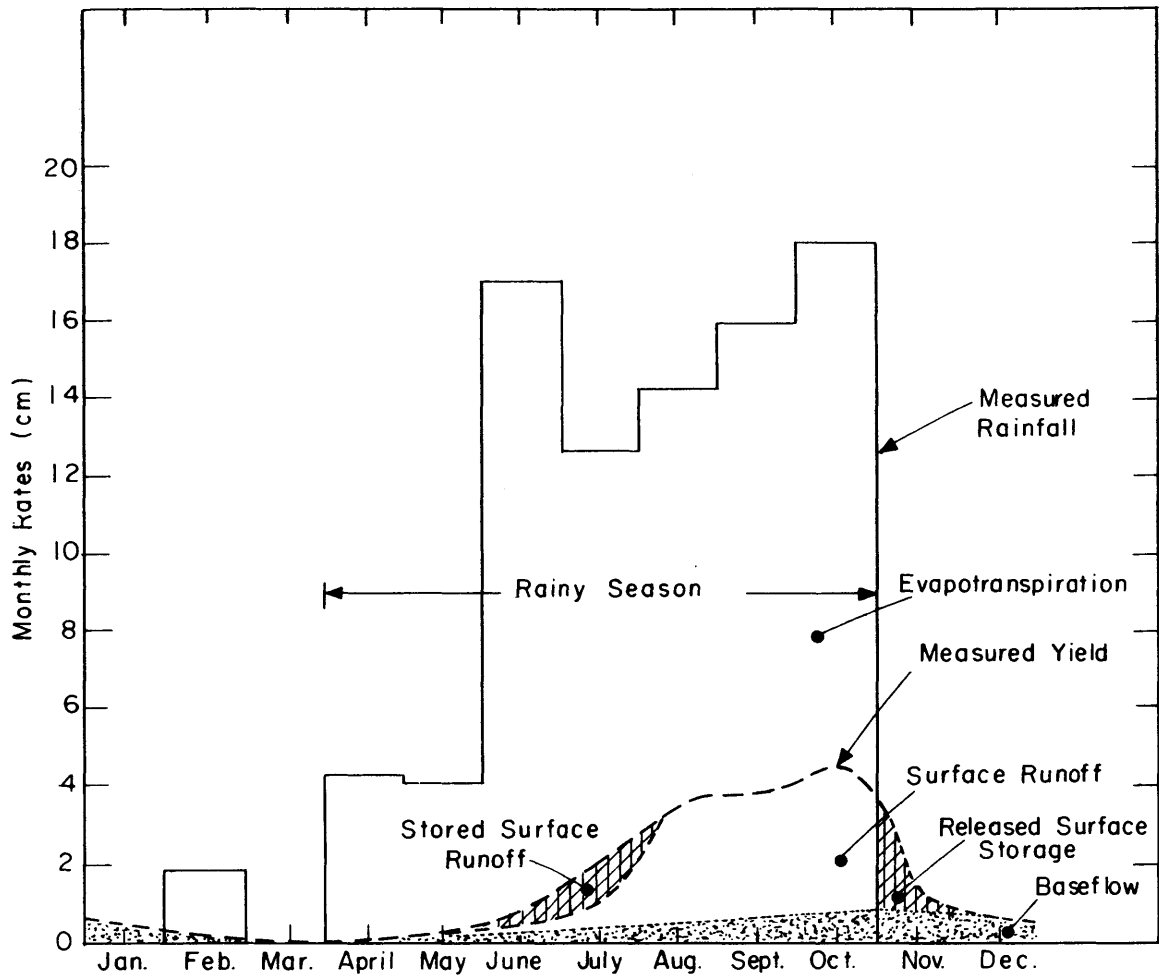 20
18
16
14
12
10
8
6
4
2
0
Monthly Rates (cm)
Measured
Rainfall
Rainy Season
Evapotranspiration
Measured Yield
Surface Runoff
Stored Surface
Runoff
Released Surface
Storage
Baseflow
Jan. Feb. Mar. April May June July Aug. Sept. Oct. Nov. Dec.